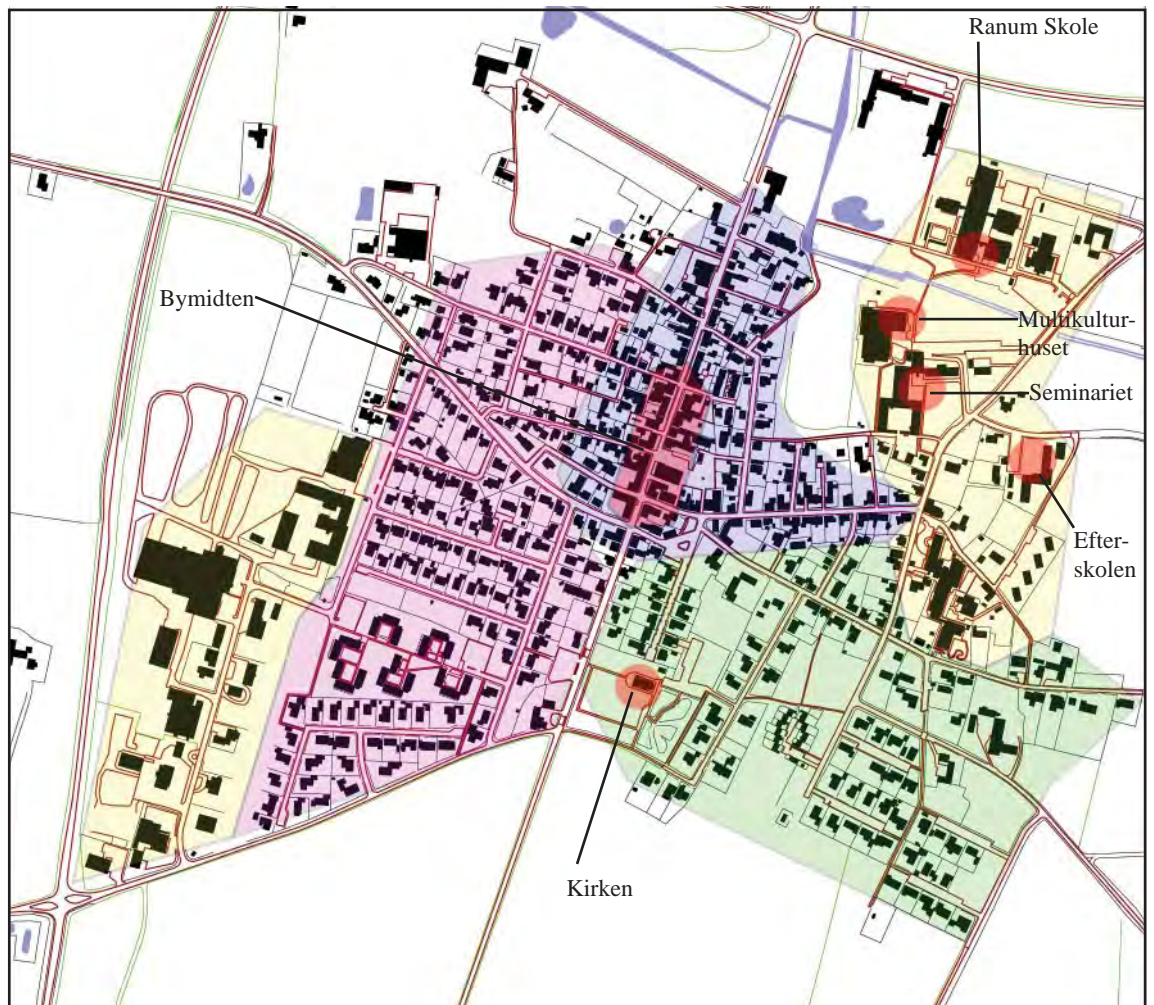 Ranum Skole
Bymidten
Multikultur-
huset
Seminariet
Efter-
skolen
Kirken